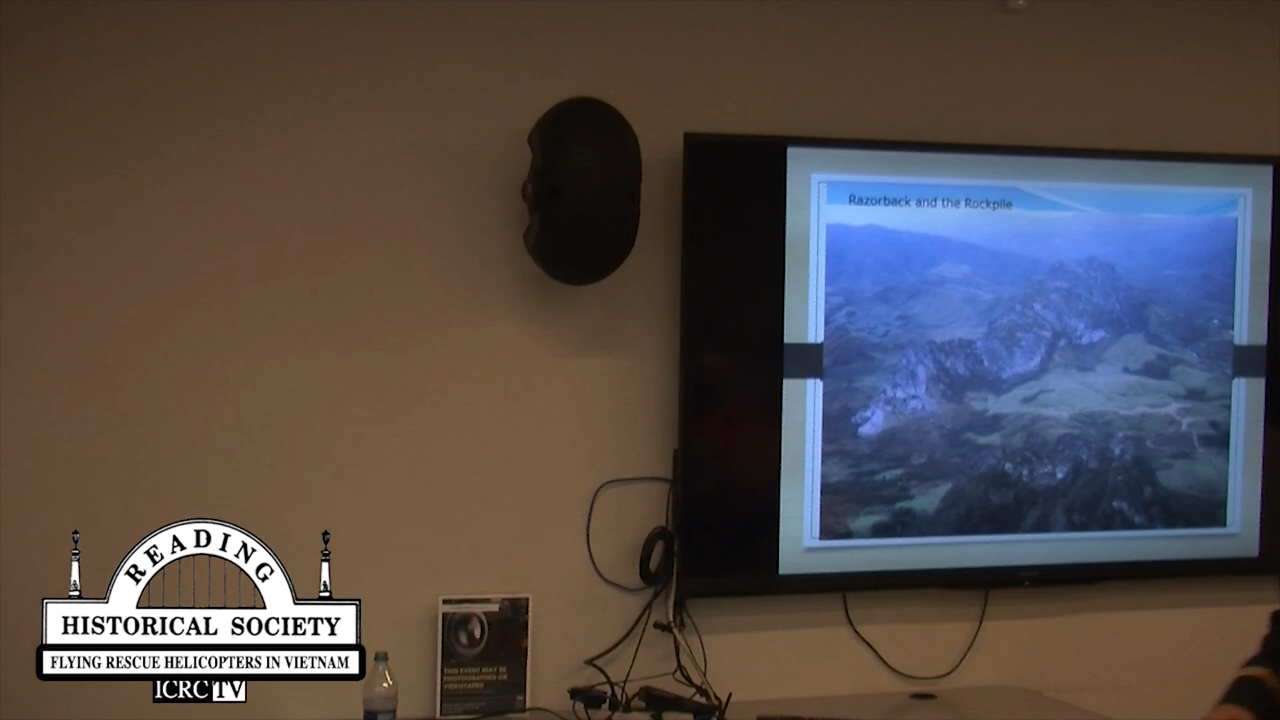 Razorback and the Rockpile
READING
HISTORICAL SOCIETY
FLYING RESCUE HELICOPTERS IN VIETNAM
ICRC TV
THIS EVENT MAY BE
PHOTOGRAPHED OR
VIDEOTAPED